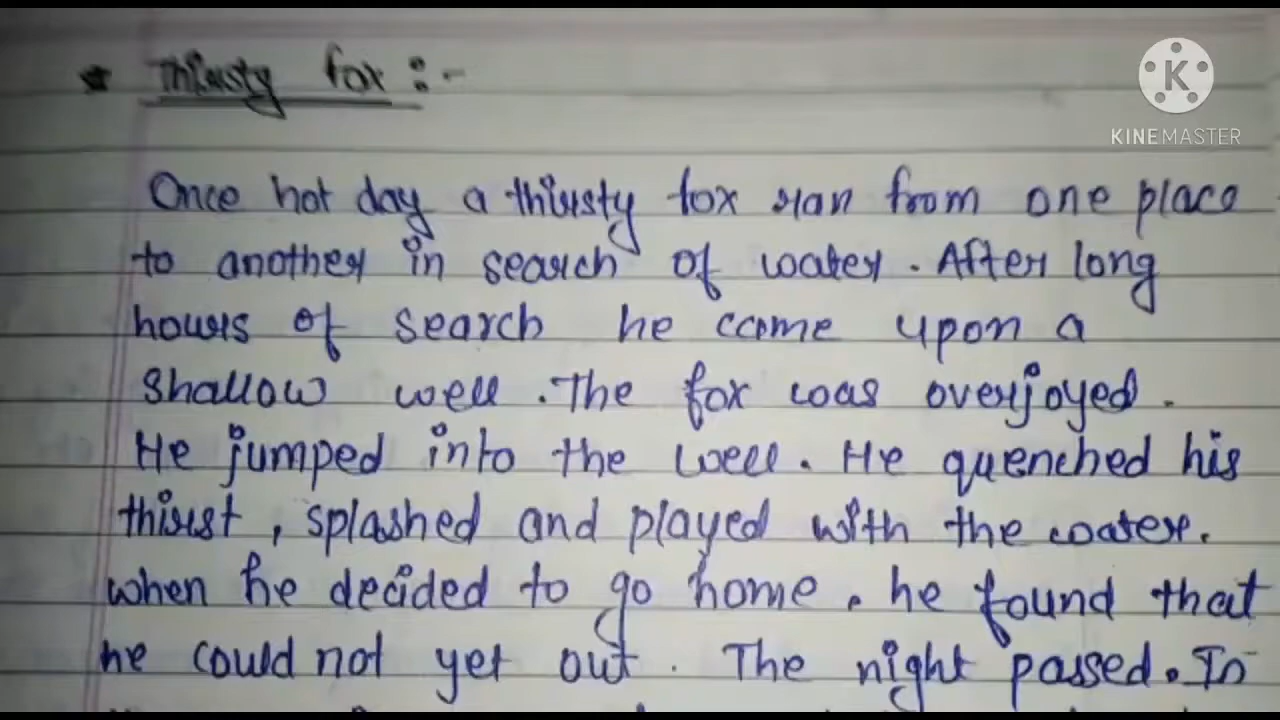 * Thirsty fox :-
K
KINEMASTER
Once hot day a thirsty fox ran from one place
to another in search of water. After long
hours of search he came upon a
shallow well. The fox was overjoyed.
He jumped into the well. He quenched his
thirst, splashed and played with the water.
when he decided to go home. he found that
he could not yet out. The night passed. In